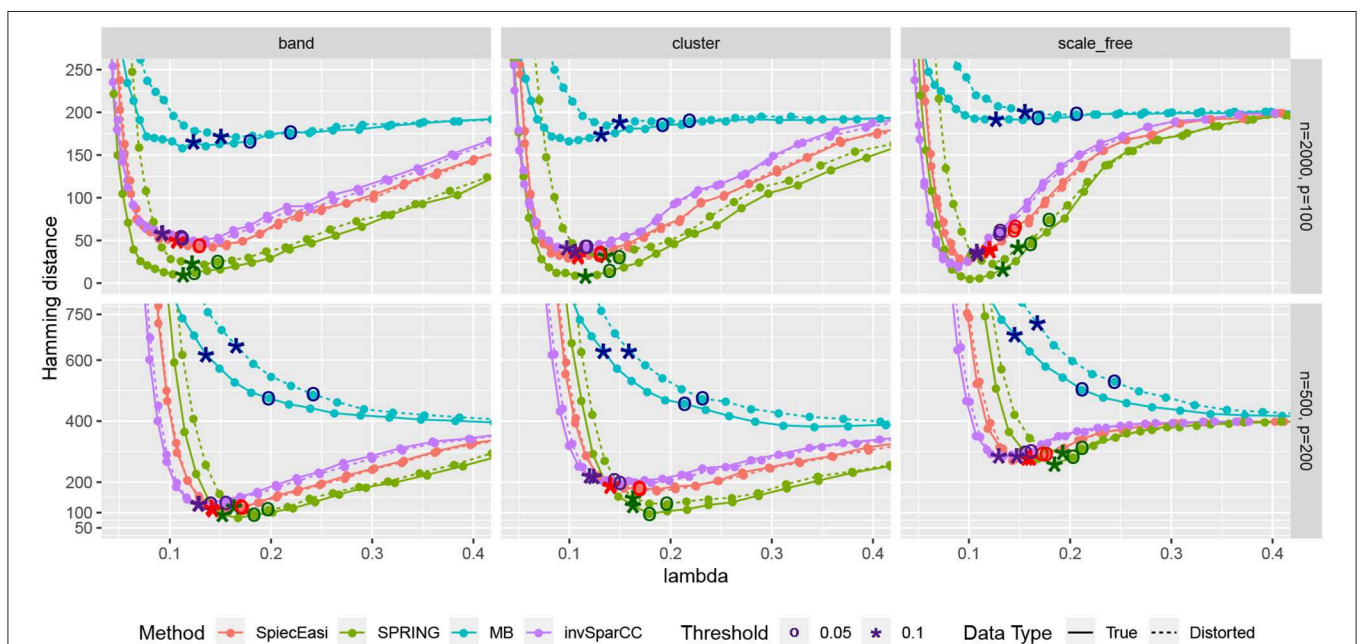 band cluster scale_free
250
200
150
100
50
0
n=2000, p=100
Hamming distance
750
600
400
200
100
50
n=500, p=200
0.1 0.2 0.3 0.4 0.1 0.2 0.3 0.4 0.1 0.2 0.3 0.4
lambda
Method SpiecEasi SPRING MB invSparCC Threshold o 0.05 * 0.1 Data Type True Distorted